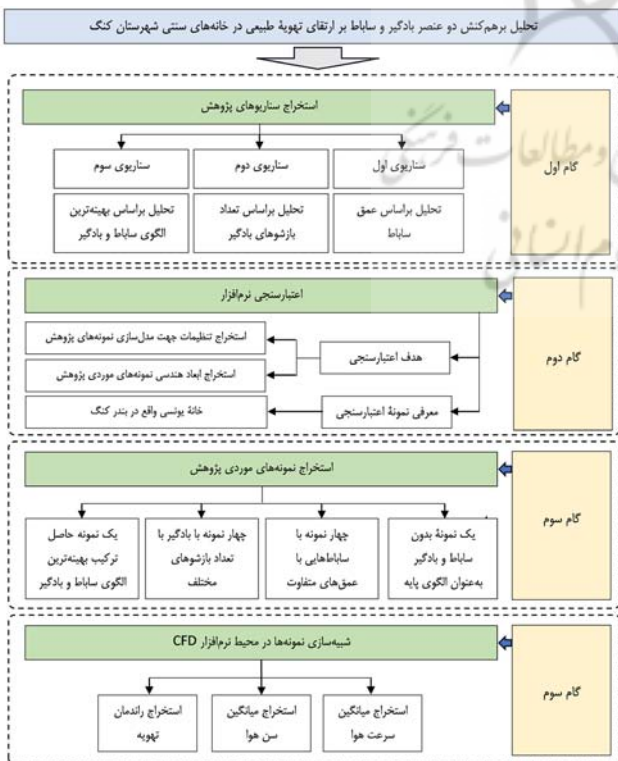 تحلیل برهم‌کنش دو عنصر بادگیر و ساباط بر ارتقای تهویهٔ طبیعی در خانه‌های سنتی شهرستان کنگ
گام اول
استخراج سناریوهای پژوهش
سناریوی اول
سناریوی دوم
سناریوی سوم
تحلیل براساس عمق
ساباط
تحلیل براساس تعداد
بازشوهای بادگیر
تحلیل براساس بهینه‌ترین
الگوی ساباط و بادگیر
گام دوم
اعتبارسنجی نرم‌افزار
هدف اعتبارسنجی
استخراج تنظیمات جهت مدل‌سازی نمونه‌های پژوهش
استخراج ابعاد هندسی نمونه‌های موردی پژوهش
معرفی نمونهٔ اعتبارسنجی
خانهٔ یونسی واقع در بندر کنگ
گام سوم
استخراج نمونه‌های موردی پژوهش
یک نمونهٔ بدون
ساباط و بادگیر
به‌عنوان الگوی پایه
چهار نمونه با
ساباط‌هایی با
عمق‌های متفاوت
چهار نمونه با بادگیر با
تعداد بازشوهای
مختلف
یک نمونه حاصل
ترکیب بهینه‌ترین
الگوی ساباط و بادگیر
گام سوم
شبیه‌سازی نمونه‌ها در محیط نرم‌افزار CFD
استخراج میانگین
سرعت هوا
استخراج میانگین
سن هوا
استخراج راندمان
تهویه
و مطالعات فرهنگی
علوم انسانی